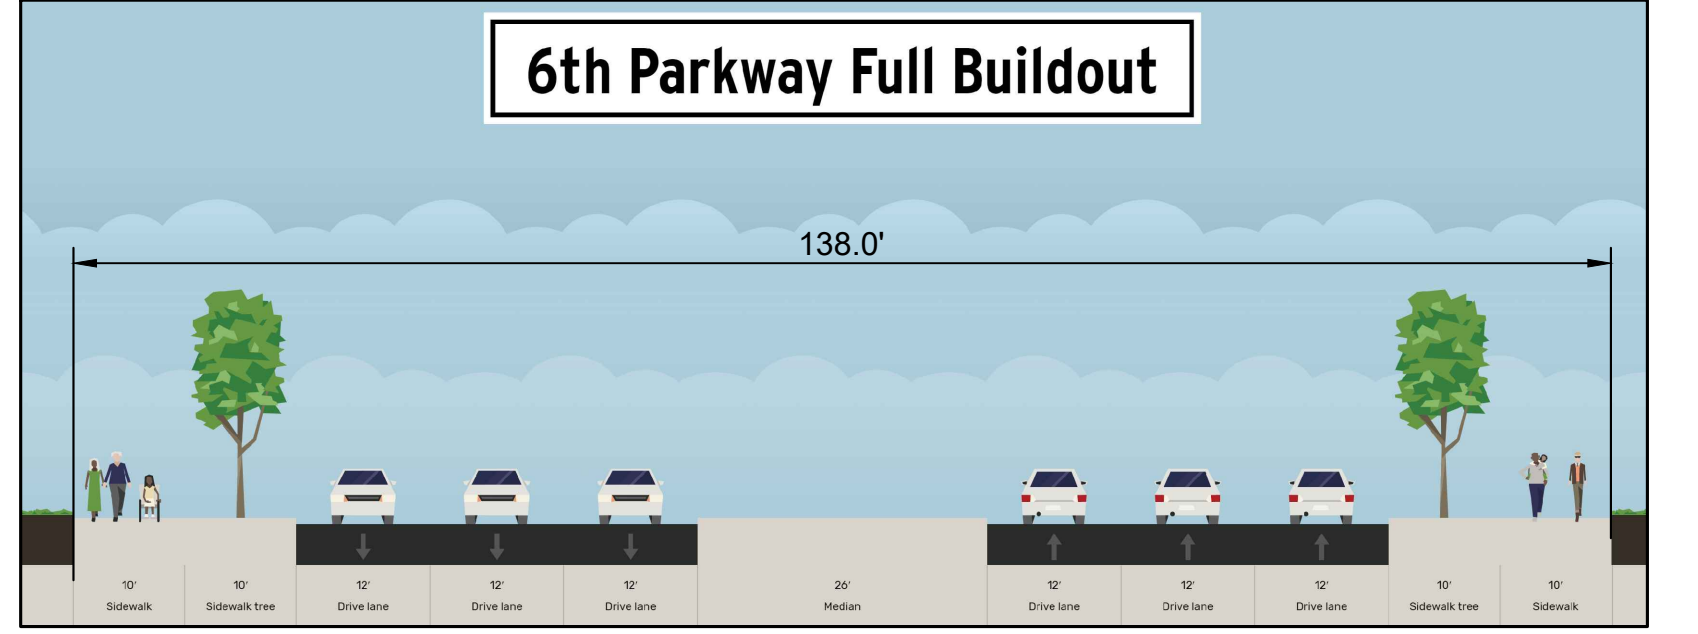 6th Parkway Full Buildout
138.0'
10' 10' 12' 12' 12' 26' 12' 12' 12' 10' 10'
Sidewalk Sidewalk tree Drive lane Drive lane Drive lane Median Drive lane Drive lane Drive lane Sidewalk tree Sidewalk